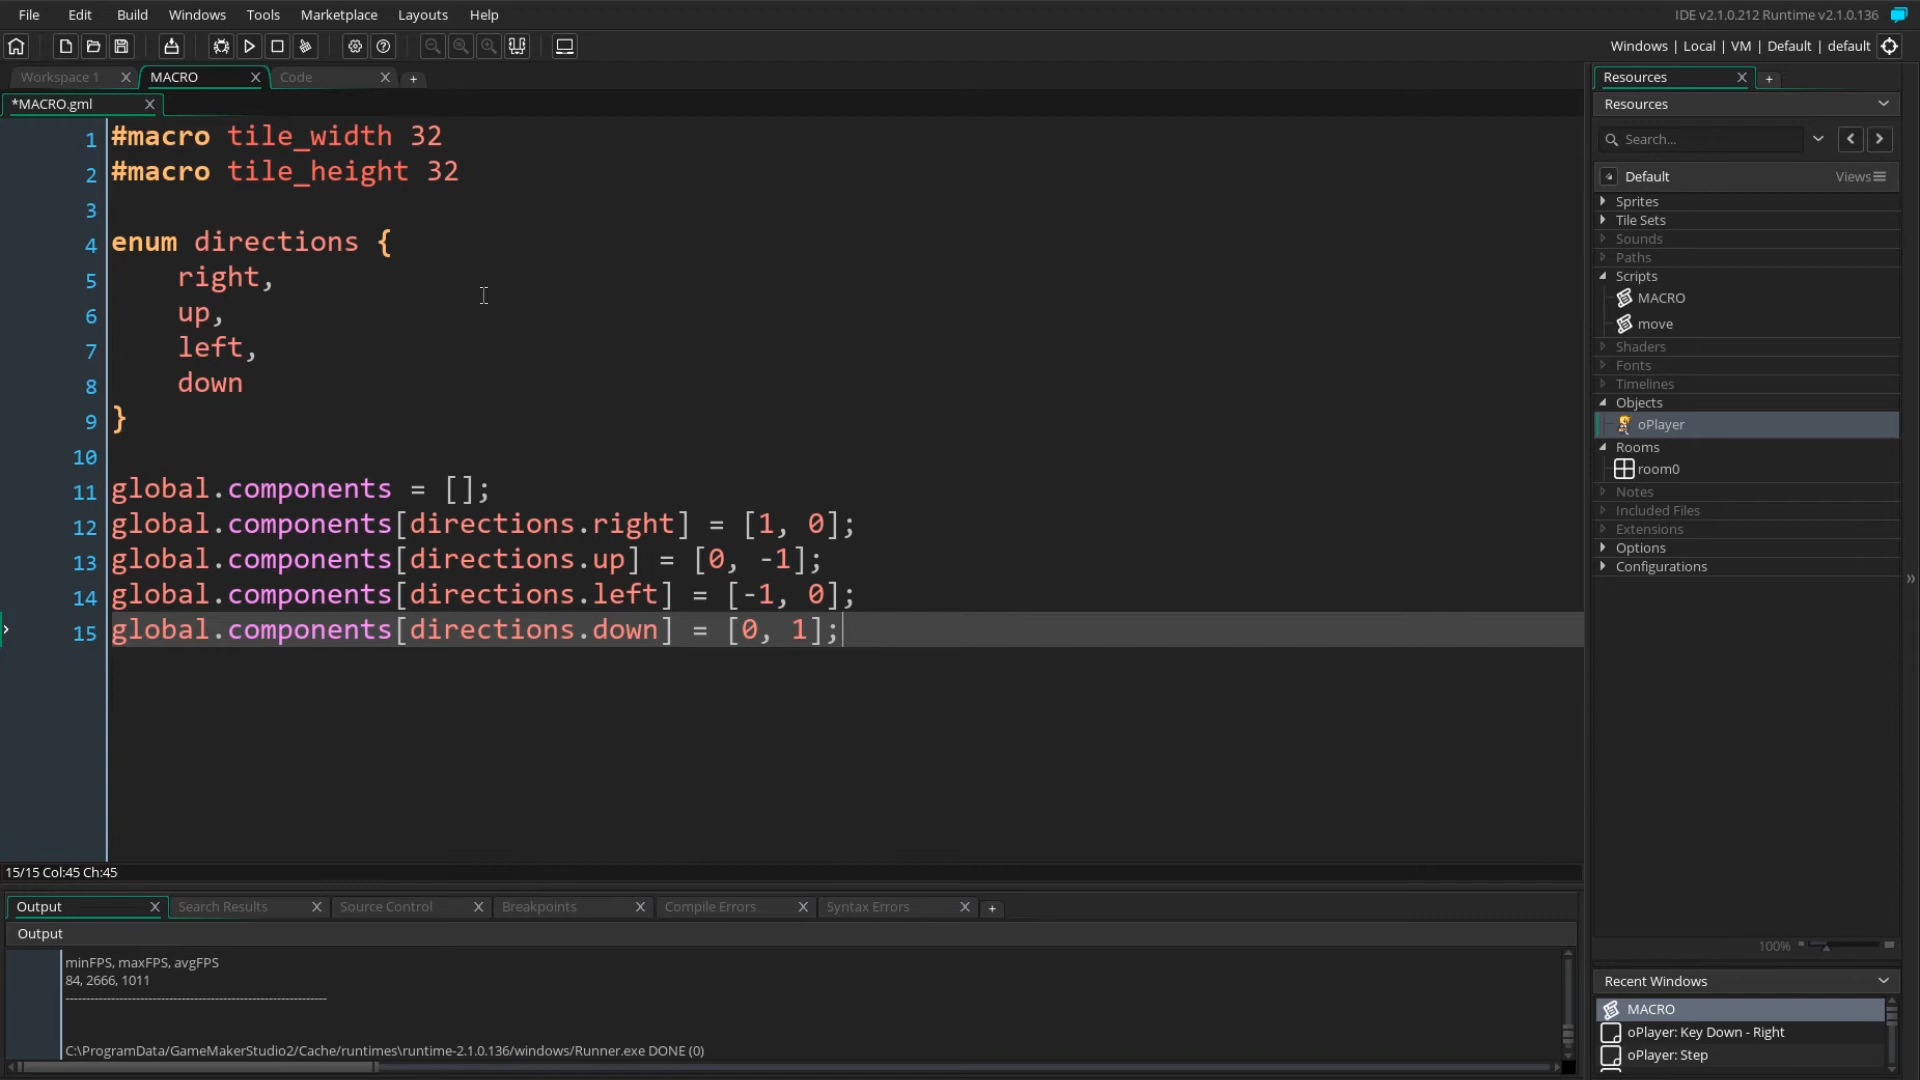 File Edit Build Windows Tools Marketplace Layouts Help
IDE v2.1.0.212 Runtime v2.1.0.136
Windows | Local | VM | Default | default
Workspace 1 MACRO Code
*MACRO.gml
1 #macro tile_width 32
2 #macro tile_height 32
3
4 enum directions {
5 right,
6 up,
7 left,
8 down
9 }
10
11 global.components = [];
12 global.components[directions.right] = [1, 0];
13 global.components[directions.up] = [0, -1];
14 global.components[directions.left] = [-1, 0];
15 global.components[directions.down] = [0, 1];
15/15 Col:45 Ch:45
Output Search Results Source Control Breakpoints Compile Errors Syntax Errors
Output
minFPS, maxFPS, avgFPS
84, 2666, 1011
------------------------------------------------------------
C:\ProgramData/GameMakerStudio2/Cache/runtimes\runtime-2.1.0.136/windows/Runner.exe DONE (0)
Resources
Resources
Search...
Default Views
Sprites
Tile Sets
Sounds
Paths
Scripts
MACRO
move
Shaders
Fonts
Timelines
Objects
oPlayer
Rooms
room0
Notes
Included Files
Extensions
Options
Configurations
100%
Recent Windows
MACRO
oPlayer: Key Down - Right
oPlayer: Step